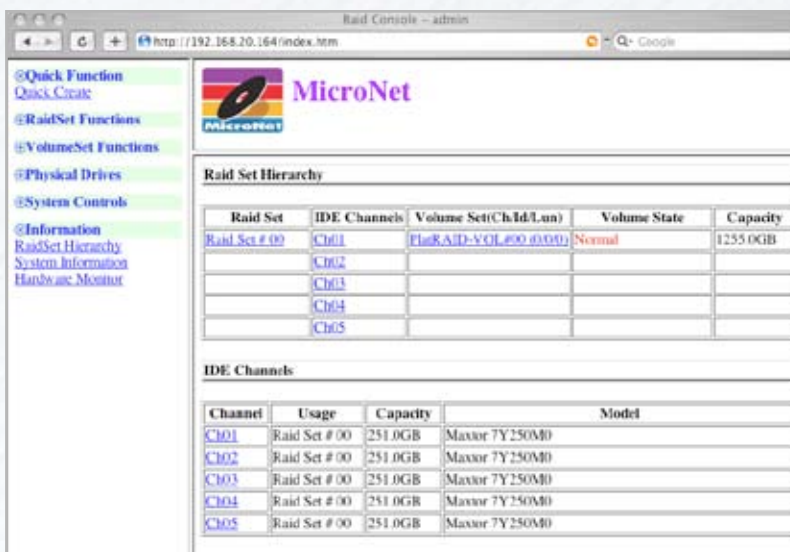 Raid Console – admin
http://192.168.20.164/index.htm
Google
Quick Function
Quick Create
RaidSet Functions
VolumeSet Functions
Physical Drives
System Controls
Information
RaidSet Hierarchy
System Information
Hardware Monitor
MicroNet
MicroNet
Raid Set Hierarchy
Raid Set IDE Channels Volume Set(Ch/Id/Lun) Volume State Capacity
Raid Set # 00 Ch01 PlatRAID-VOL#00 (0/0/0) Normal 1255.0GB
Ch02
Ch03
Ch04
Ch05
IDE Channels
Channel Usage Capacity Model
Ch01 Raid Set # 00 251.0GB Maxtor 7Y250M0
Ch02 Raid Set # 00 251.0GB Maxtor 7Y250M0
Ch03 Raid Set # 00 251.0GB Maxtor 7Y250M0
Ch04 Raid Set # 00 251.0GB Maxtor 7Y250M0
Ch05 Raid Set # 00 251.0GB Maxtor 7Y250M0